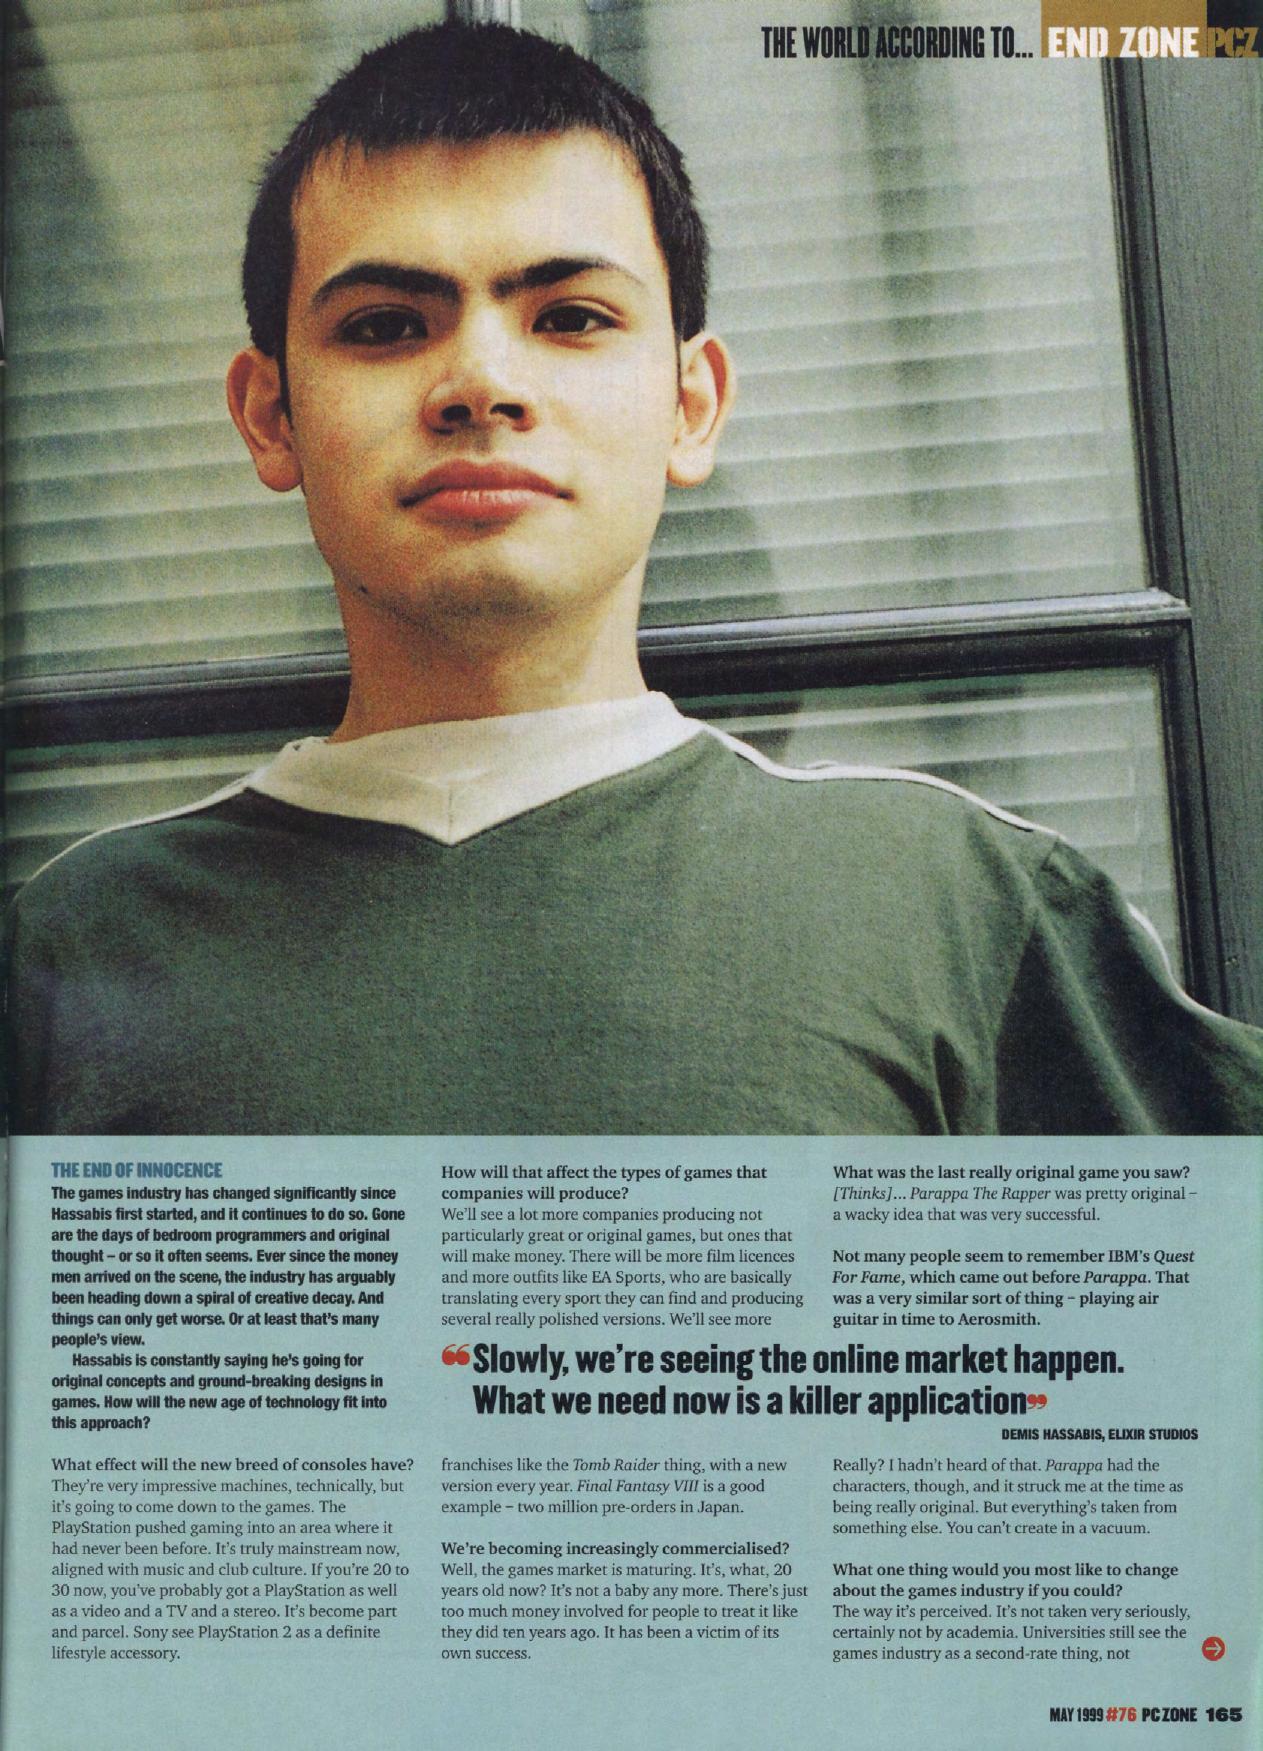 THE WORLD ACCORDING TO... END ZONE PCZ
THE END OF INNOCENCE
The games industry has changed significantly since
Hassabis first started, and it continues to do so. Gone
are the days of bedroom programmers and original
thought – or so it often seems. Ever since the money
men arrived on the scene, the industry has arguably
been heading down a spiral of creative decay. And
things can only get worse. Or at least that's many
people's view.
Hassabis is constantly saying he's going for
original concepts and ground-breaking designs in
games. How will the new age of technology fit into
this approach?
What effect will the new breed of consoles have?
They're very impressive machines, technically, but
it's going to come down to the games. The
PlayStation pushed gaming into an area where it
had never been before. It's truly mainstream now,
aligned with music and club culture. If you're 20 to
30 now, you've probably got a PlayStation as well
as a video and a TV and a stereo. It's become part
and parcel. Sony see PlayStation 2 as a definite
lifestyle accessory.
How will that affect the types of games that
companies will produce?
We'll see a lot more companies producing not
particularly great or original games, but ones that
will make money. There will be more film licences
and more outfits like EA Sports, who are basically
translating every sport they can find and producing
several really polished versions. We'll see more
franchises like the Tomb Raider thing, with a new
version every year. Final Fantasy VIII is a good
example – two million pre-orders in Japan.
We're becoming increasingly commercialised?
Well, the games market is maturing. It's, what, 20
years old now? It's not a baby any more. There's just
too much money involved for people to treat it like
they did ten years ago. It has been a victim of its
own success.
What was the last really original game you saw?
[Thinks]... Parappa The Rapper was pretty original –
a wacky idea that was very successful.
Not many people seem to remember IBM's Quest
For Fame, which came out before Parappa. That
was a very similar sort of thing – playing air
guitar in time to Aerosmith.
“Slowly, we're seeing the online market happen.
What we need now is a killer application”
DEMIS HASSABIS, ELIXIR STUDIOS
Really? I hadn't heard of that. Parappa had the
characters, though, and it struck me at the time as
being really original. But everything's taken from
something else. You can't create in a vacuum.
What one thing would you most like to change
about the games industry if you could?
The way it's perceived. It's not taken very seriously,
certainly not by academia. Universities still see the
games industry as a second-rate thing, not
MAY 1999 #76 PC ZONE 165